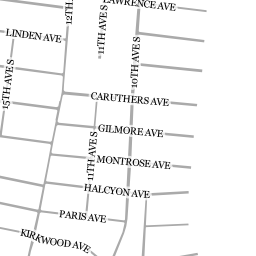 LAWRENCE AVE
12TH
11TH AVE S
10TH AVE S
LINDEN AVE
15TH AVE S
CARUTHERS AVE
GILMORE AVE
11TH AVE S
MONTROSE AVE
HALCYON AVE
PARIS AVE
KIRKWOOD AVE